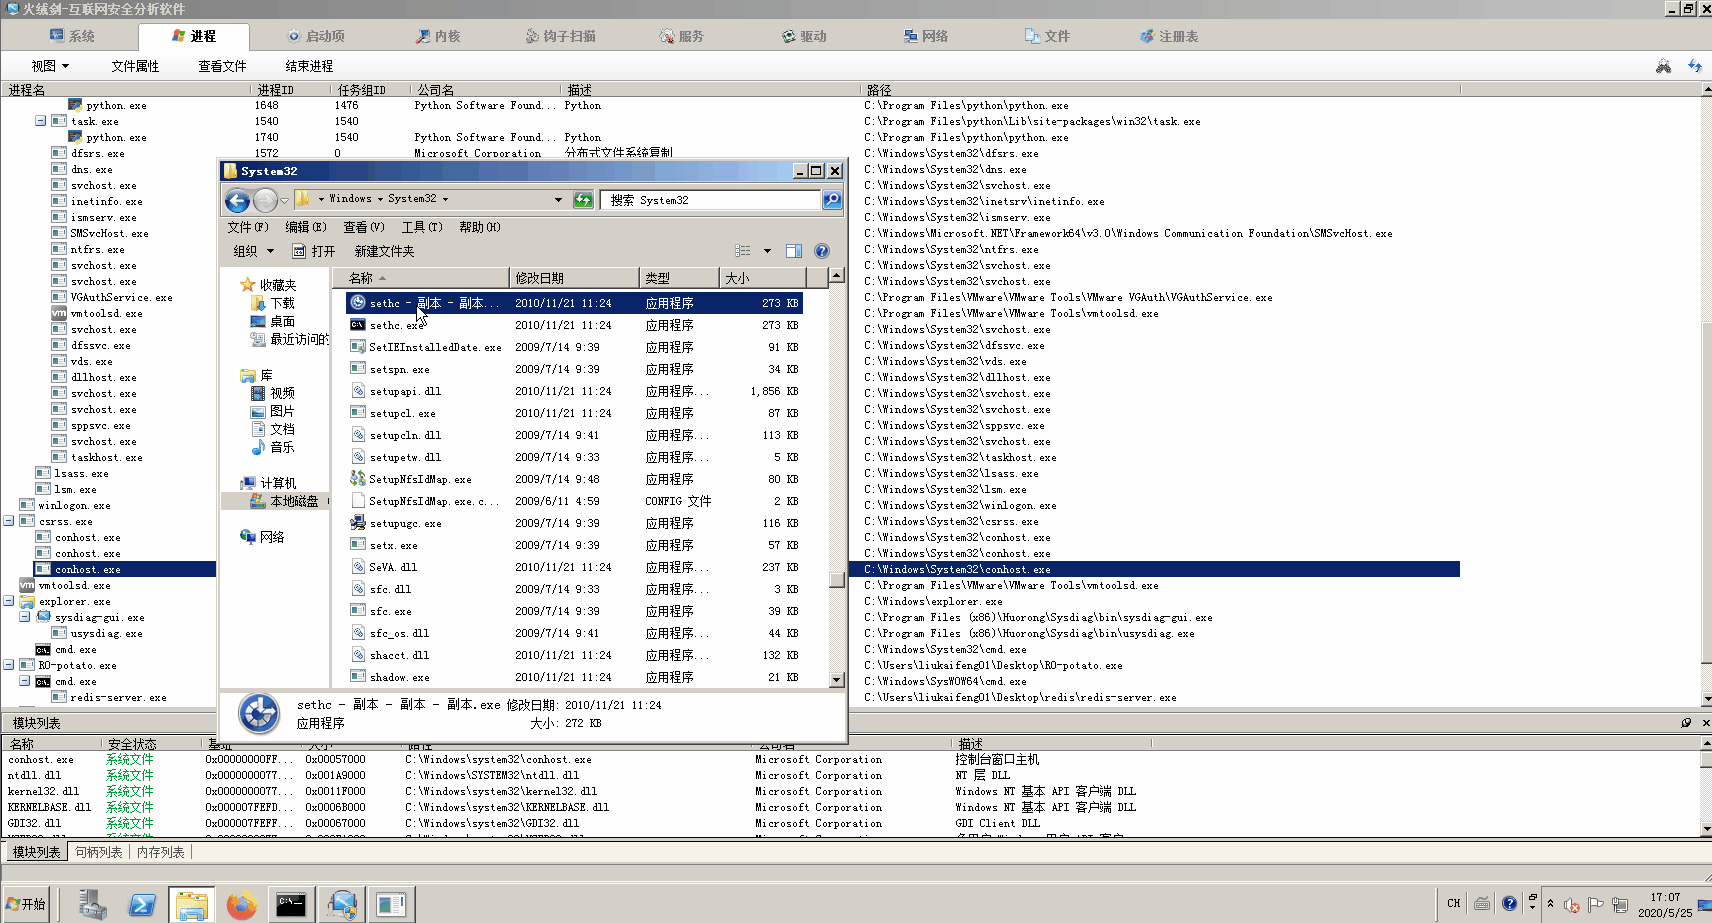 火绒剑-互联网安全分析软件
系统 进程 启动项 内核 钩子扫描 服务 驱动 网络 文件 注册表
视图 文件属性 查看文件 结束进程
进程名 进程ID 任务组ID 公司名 描述 路径
python.exe 1648 1476 Python Software Found... Python C:\Program Files\python\python.exe
task.exe 1540 1540 C:\Program Files\python\Lib\site-packages\win32\task.exe
python.exe 1740 1540 Python Software Found... Python C:\Program Files\python\python.exe
dfsrs.exe 1572 0 Microsoft Corporation 分布式文件系统复制 C:\Windows\System32\dfsrs.exe
dns.exe C:\Windows\System32\dns.exe
svchost.exe C:\Windows\System32\svchost.exe
inetinfo.exe C:\Windows\System32\inetsrv\inetinfo.exe
ismserv.exe C:\Windows\System32\ismserv.exe
SMSvcHost.exe C:\Windows\Microsoft.NET\Framework64\v3.0\Windows Communication Foundation\SMSvcHost.exe
ntfrs.exe C:\Windows\System32\ntfrs.exe
svchost.exe C:\Windows\System32\svchost.exe
svchost.exe C:\Windows\System32\svchost.exe
VGAuthService.exe C:\Program Files\VMware\VMware Tools\VMware VGAuth\VGAuthService.exe
vmtoolsd.exe C:\Program Files\VMware\VMware Tools\vmtoolsd.exe
svchost.exe C:\Windows\System32\svchost.exe
dfssvc.exe C:\Windows\System32\dfssvc.exe
vds.exe C:\Windows\System32\vds.exe
dllhost.exe C:\Windows\System32\dllhost.exe
svchost.exe C:\Windows\System32\svchost.exe
svchost.exe C:\Windows\System32\svchost.exe
sppsvc.exe C:\Windows\System32\sppsvc.exe
svchost.exe C:\Windows\System32\svchost.exe
taskhost.exe C:\Windows\System32\taskhost.exe
lsass.exe C:\Windows\System32\lsass.exe
lsm.exe C:\Windows\System32\lsm.exe
winlogon.exe C:\Windows\System32\winlogon.exe
csrss.exe C:\Windows\System32\csrss.exe
conhost.exe C:\Windows\System32\conhost.exe
conhost.exe C:\Windows\System32\conhost.exe
conhost.exe C:\Windows\System32\conhost.exe
vmtoolsd.exe C:\Program Files\VMware\VMware Tools\vmtoolsd.exe
explorer.exe C:\Windows\explorer.exe
sysdiag-gui.exe C:\Program Files (x86)\Huorong\Sysdiag\bin\sysdiag-gui.exe
usysdiag.exe C:\Program Files (x86)\Huorong\Sysdiag\bin\usysdiag.exe
cmd.exe C:\Windows\System32\cmd.exe
RO-potato.exe C:\Users\liukaifeng01\Desktop\RO-potato.exe
cmd.exe C:\Windows\SysWOW64\cmd.exe
redis-server.exe C:\Users\liukaifeng01\Desktop\redis\redis-server.exe
System32
Windows System32 搜索 System32
文件(F) 编辑(E) 查看(V) 工具(T) 帮助(H)
组织 打开 新建文件夹
收藏夹
下载
桌面
最近访问的
库
视频
图片
文档
音乐
计算机
本地磁盘
网络
名称 修改日期 类型 大小
sethc - 副本 - 副本... 2010/11/21 11:24 应用程序 273 KB
sethc.exe 2010/11/21 11:24 应用程序 273 KB
SetIEInstalledDate.exe 2009/7/14 9:39 应用程序 91 KB
setspn.exe 2009/7/14 9:39 应用程序 34 KB
setupapi.dll 2010/11/21 11:24 应用程序... 1,856 KB
setupcl.exe 2010/11/21 11:24 应用程序 87 KB
setupcln.dll 2009/7/14 9:41 应用程序... 113 KB
setupetw.dll 2009/7/14 9:33 应用程序... 5 KB
SetupNfsIdMap.exe 2009/7/14 9:48 应用程序 80 KB
SetupNfsIdMap.exe.c... 2009/6/11 4:59 CONFIG 文件 2 KB
setupugc.exe 2009/7/14 9:39 应用程序 116 KB
setx.exe 2009/7/14 9:39 应用程序 57 KB
SeVA.dll 2010/11/21 11:24 应用程序... 237 KB
sfc.dll 2009/7/14 9:33 应用程序... 3 KB
sfc.exe 2009/7/14 9:39 应用程序 39 KB
sfc_os.dll 2009/7/14 9:41 应用程序... 44 KB
shacct.dll 2010/11/21 11:24 应用程序... 132 KB
shadow.exe 2010/11/21 11:24 应用程序 21 KB
sethc - 副本 - 副本 - 副本.exe 修改日期: 2010/11/21 11:24
应用程序 大小: 272 KB
模块列表
名称 安全状态 描述
conhost.exe 系统文件 0x00000000FF... 0x00057000 C:\Windows\system32\conhost.exe Microsoft Corporation 控制台窗口主机
ntdll.dll 系统文件 0x0000000077... 0x001A9000 C:\Windows\SYSTEM32\ntdll.dll Microsoft Corporation NT 层 DLL
kernel32.dll 系统文件 0x0000000077... 0x0011F000 C:\Windows\system32\kernel32.dll Microsoft Corporation Windows NT 基本 API 客户端 DLL
KERNELBASE.dll 系统文件 0x000007FEFD... 0x0006B000 C:\Windows\system32\KERNELBASE.dll Microsoft Corporation Windows NT 基本 API 客户端 DLL
GDI32.dll 系统文件 0x000007FEFF... 0x00067000 C:\Windows\system32\GDI32.dll Microsoft Corporation GDI Client DLL
模块列表 句柄列表 内存列表
开始 CH 17:07
2020/5/25